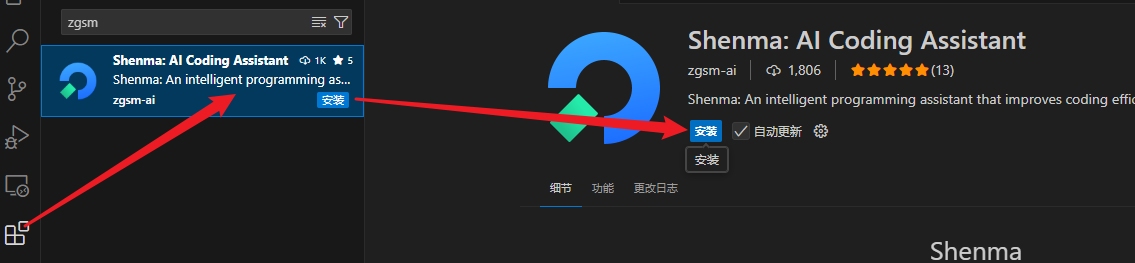 zgsm
Shenma: AI Coding Assistant 1K 5
Shenma: An intelligent programming as...
zgsm-ai 安装
Shenma: AI Coding Assistant
zgsm-ai 1,806 (13)
Shenma: An intelligent programming assistant that improves coding effic
安装 自动更新
安装
细节 功能 更改日志
Shenma